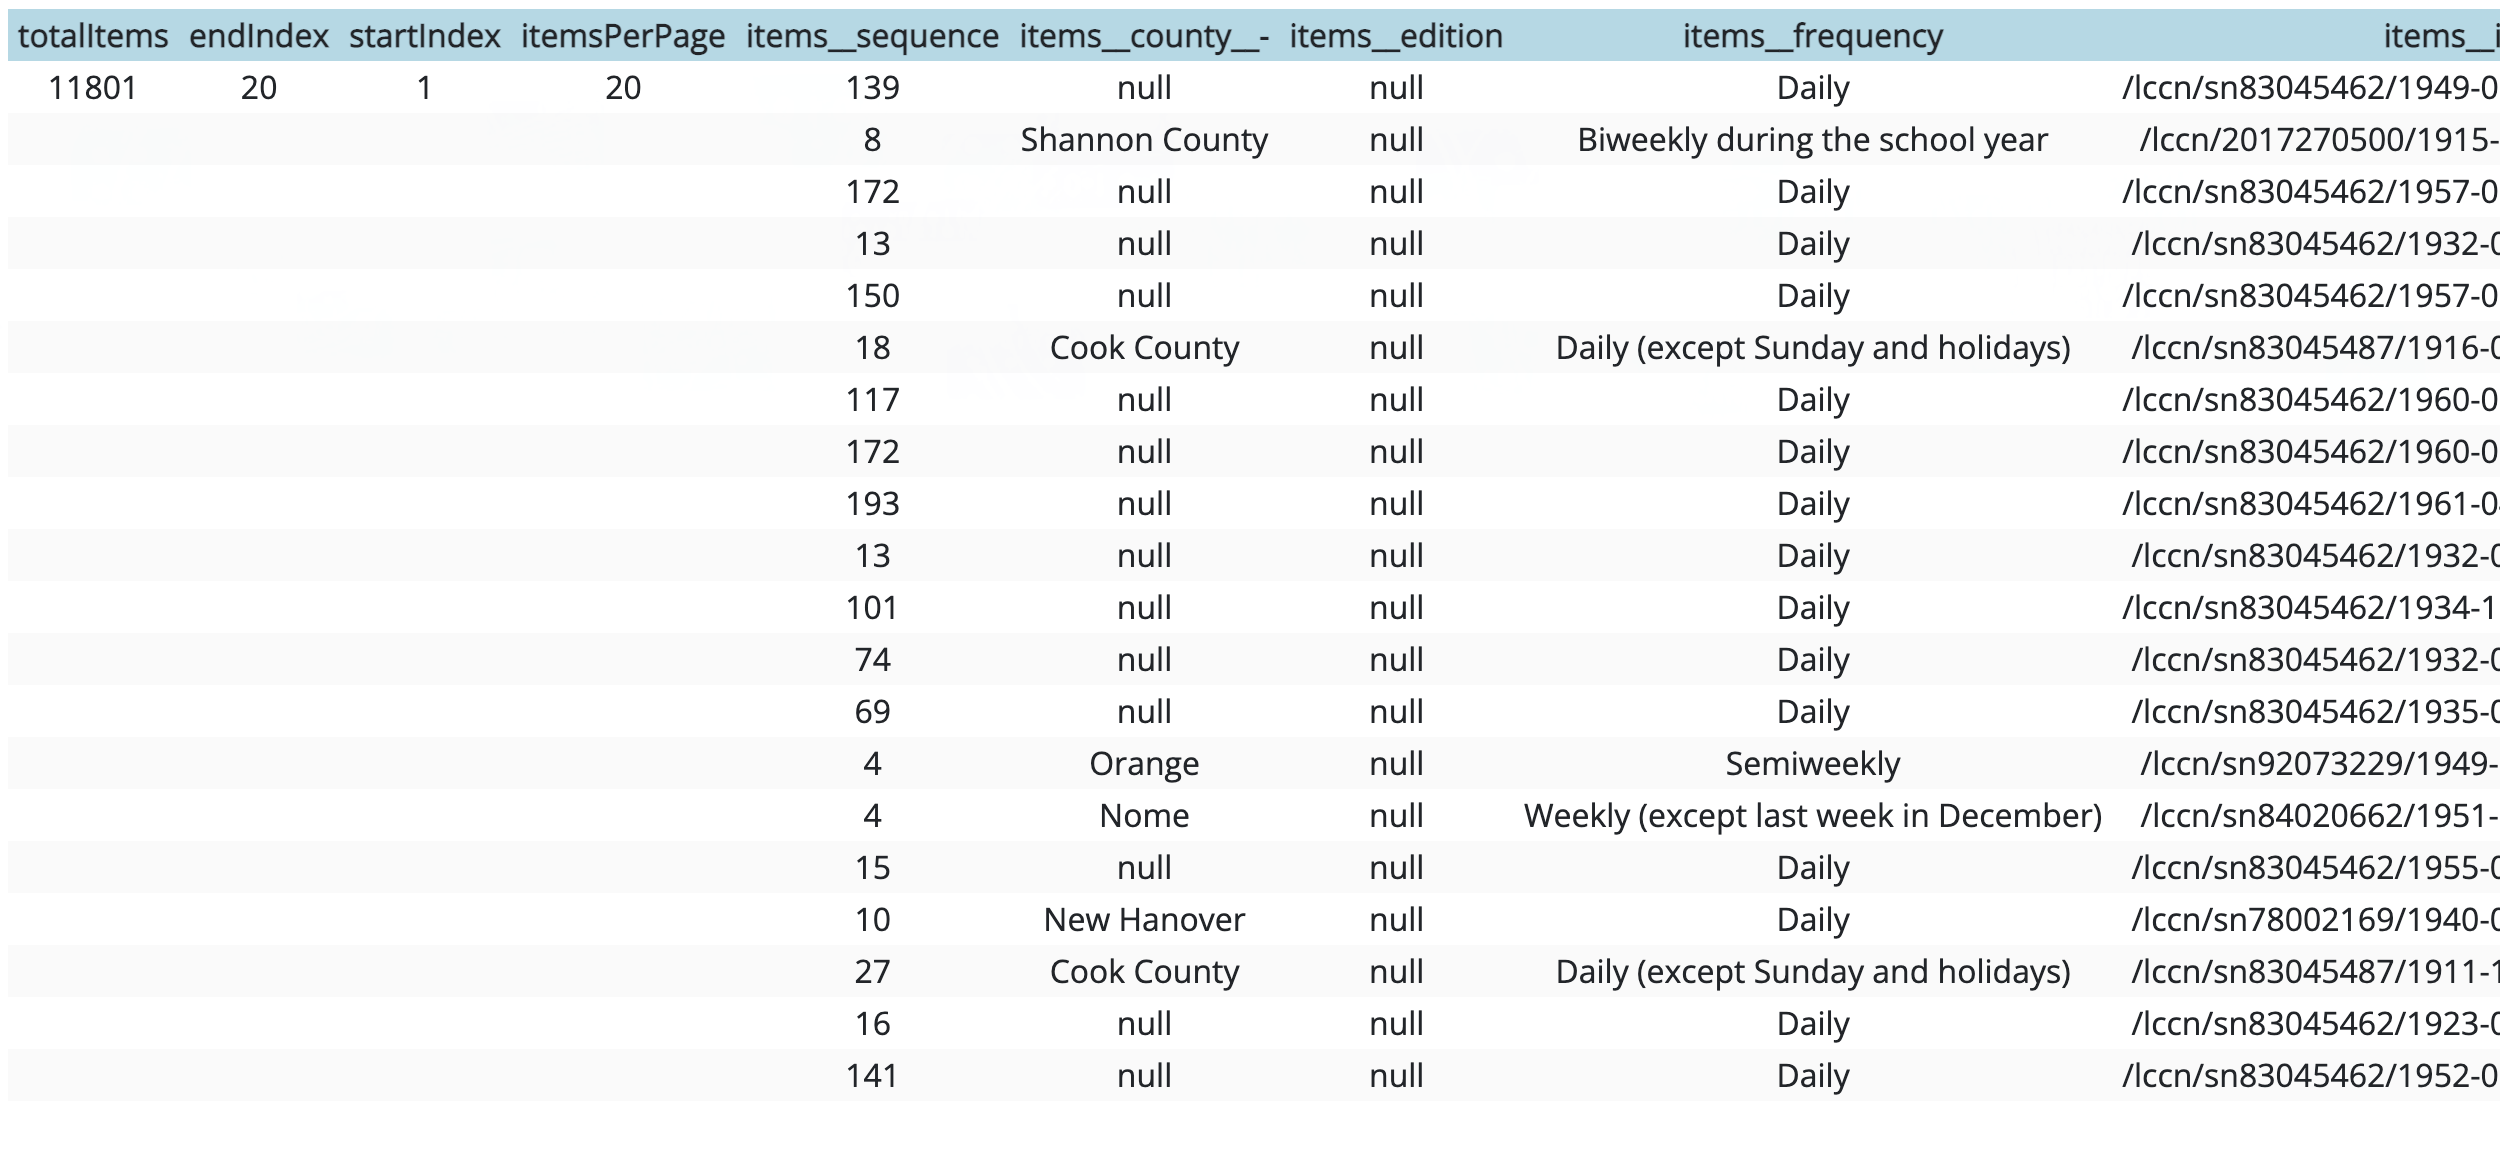 totalItems endIndex startIndex itemsPerPage items__sequence items__county__- items__edition items__frequency items__i
11801 20 1 20 139 null null Daily /lccn/sn83045462/1949-0
8 Shannon County null Biweekly during the school year /lccn/2017270500/1915-
172 null null Daily /lccn/sn83045462/1957-0
13 null null Daily /lccn/sn83045462/1932-0
150 null null Daily /lccn/sn83045462/1957-0
18 Cook County null Daily (except Sunday and holidays) /lccn/sn83045487/1916-0
117 null null Daily /lccn/sn83045462/1960-0
172 null null Daily /lccn/sn83045462/1960-0
193 null null Daily /lccn/sn83045462/1961-04
13 null null Daily /lccn/sn83045462/1932-0
101 null null Daily /lccn/sn83045462/1934-1
74 null null Daily /lccn/sn83045462/1932-0
69 null null Daily /lccn/sn83045462/1935-0
4 Orange null Semiweekly /lccn/sn92073229/1949-
4 Nome null Weekly (except last week in December) /lccn/sn84020662/1951-
15 null null Daily /lccn/sn83045462/1955-0
10 New Hanover null Daily /lccn/sn78002169/1940-0
27 Cook County null Daily (except Sunday and holidays) /lccn/sn83045487/1911-1
16 null null Daily /lccn/sn83045462/1923-0
141 null null Daily /lccn/sn83045462/1952-0